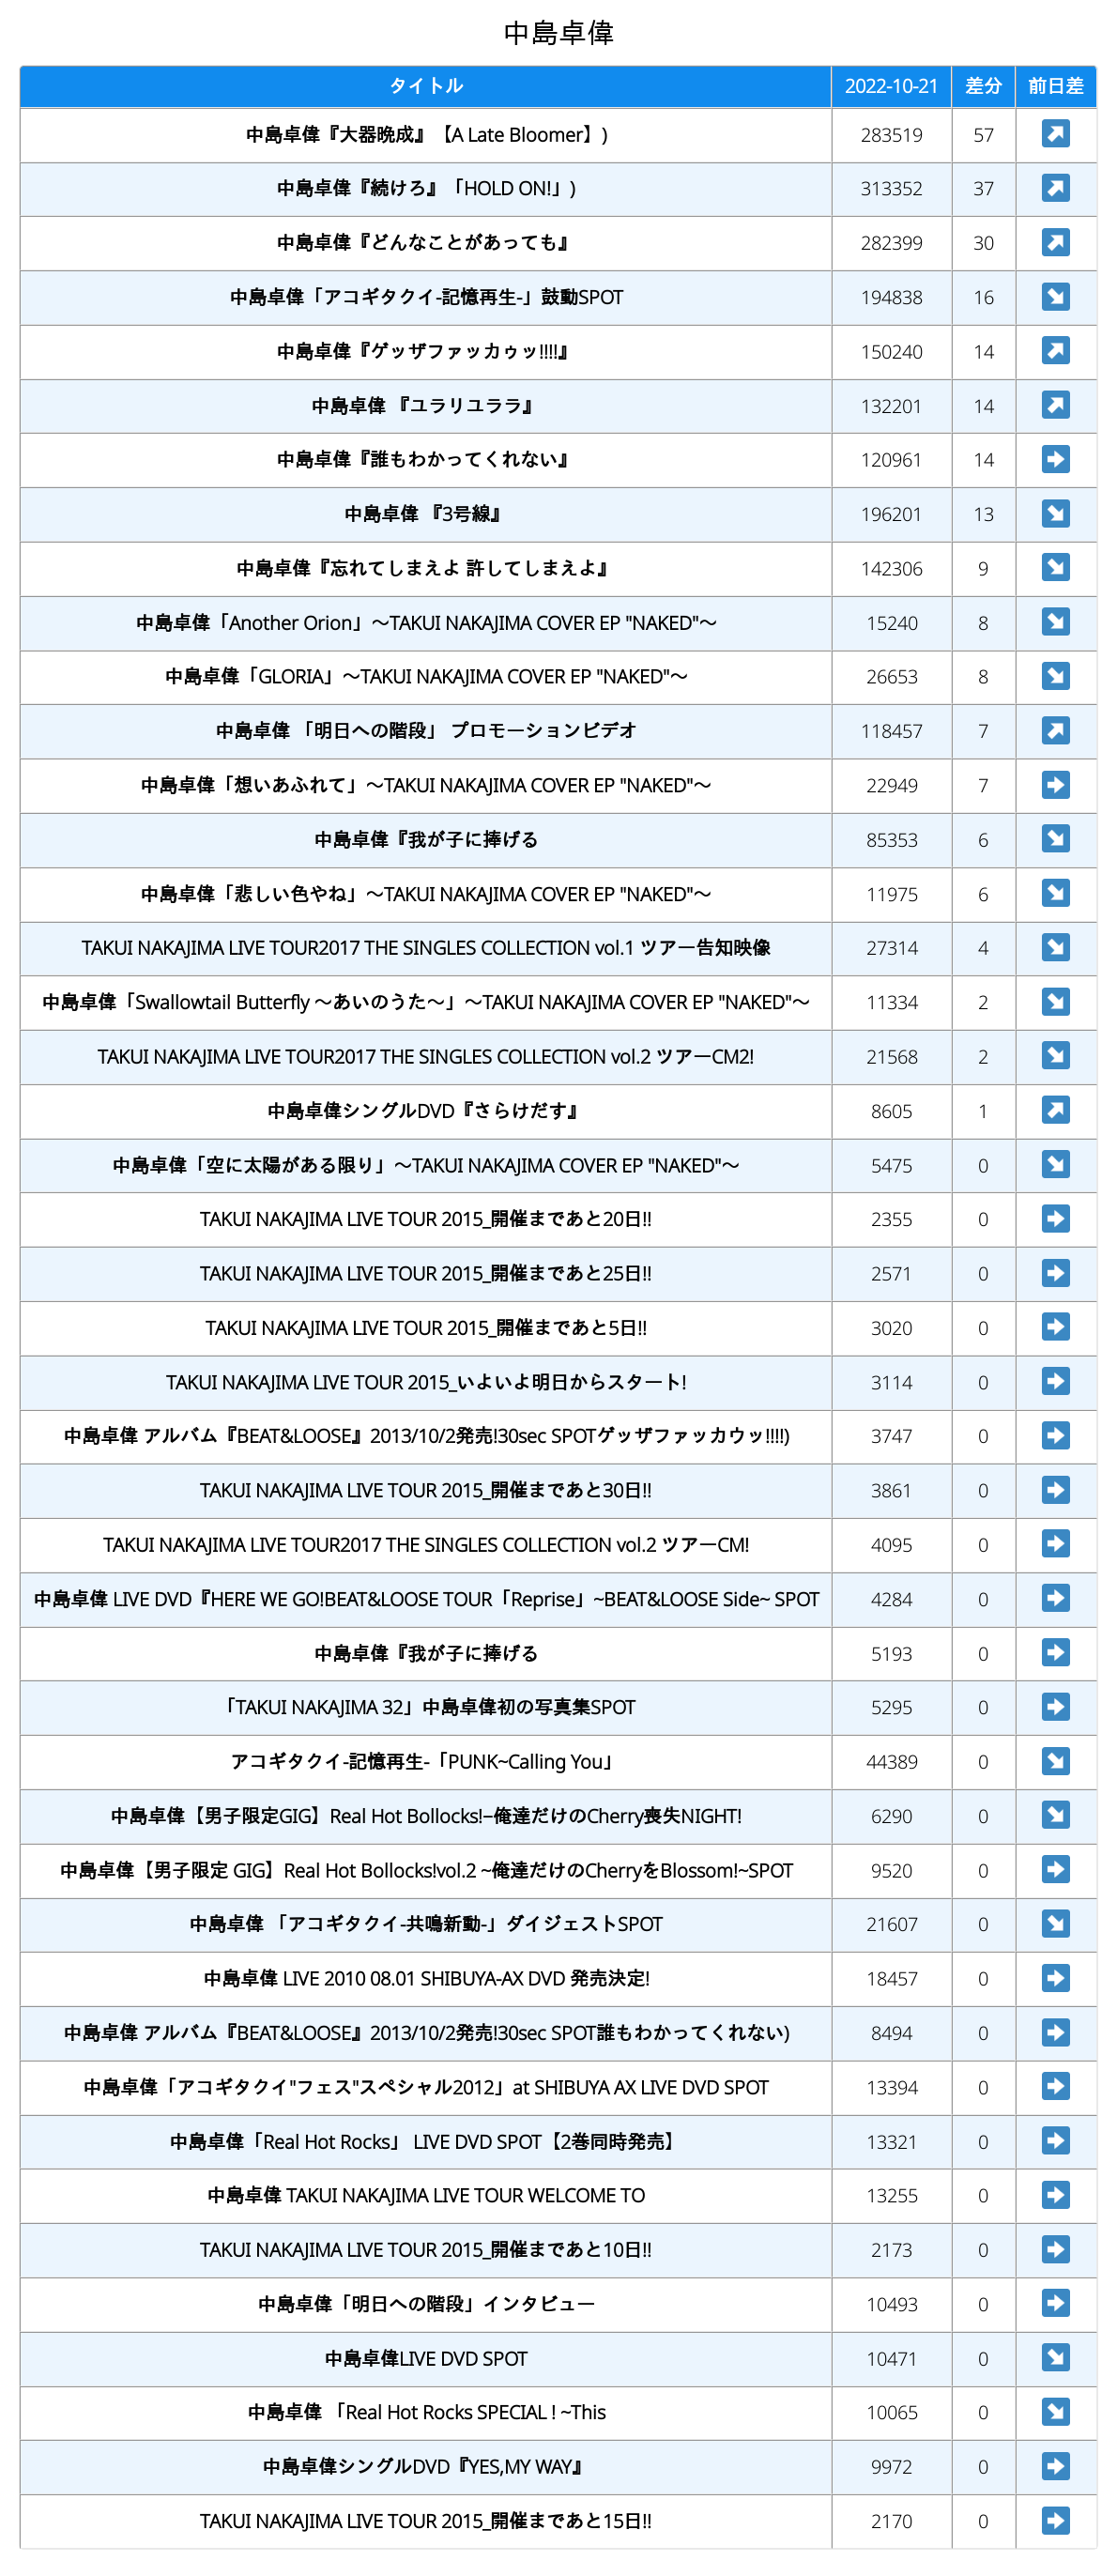 中島卓偉
タイトル 2022-10-21 差分 前日差
中島卓偉『大器晩成』【A Late Bloomer】) 283519 57 ↗
中島卓偉『続けろ』「HOLD ON!」) 313352 37 ↗
中島卓偉『どんなことがあっても』 282399 30 ↗
中島卓偉「アコギタクイ-記憶再生-」鼓動SPOT 194838 16 ↘
中島卓偉『ゲッザファッカゥッ!!!!』 150240 14 ↗
中島卓偉 『ユラリユララ』 132201 14 ↗
中島卓偉『誰もわかってくれない』 120961 14 ➡
中島卓偉 『3号線』 196201 13 ↘
中島卓偉『忘れてしまえよ 許してしまえよ』 142306 9 ↘
中島卓偉「Another Orion」～TAKUI NAKAJIMA COVER EP "NAKED"～ 15240 8 ↘
中島卓偉「GLORIA」～TAKUI NAKAJIMA COVER EP "NAKED"～ 26653 8 ↘
中島卓偉 「明日への階段」 プロモーションビデオ 118457 7 ↗
中島卓偉「想いあふれて」～TAKUI NAKAJIMA COVER EP "NAKED"～ 22949 7 ➡
中島卓偉『我が子に捧げる 85353 6 ↘
中島卓偉「悲しい色やね」～TAKUI NAKAJIMA COVER EP "NAKED"～ 11975 6 ↘
TAKUI NAKAJIMA LIVE TOUR2017 THE SINGLES COLLECTION vol.1 ツアー告知映像 27314 4 ↘
中島卓偉「Swallowtail Butterfly ～あいのうた～」～TAKUI NAKAJIMA COVER EP "NAKED"～ 11334 2 ↘
TAKUI NAKAJIMA LIVE TOUR2017 THE SINGLES COLLECTION vol.2 ツアーCM2! 21568 2 ↘
中島卓偉シングルDVD『さらけだす』 8605 1 ↗
中島卓偉「空に太陽がある限り」～TAKUI NAKAJIMA COVER EP "NAKED"～ 5475 0 ↘
TAKUI NAKAJIMA LIVE TOUR 2015_開催まであと20日!! 2355 0 ➡
TAKUI NAKAJIMA LIVE TOUR 2015_開催まであと25日!! 2571 0 ➡
TAKUI NAKAJIMA LIVE TOUR 2015_開催まであと5日!! 3020 0 ➡
TAKUI NAKAJIMA LIVE TOUR 2015_いよいよ明日からスタート! 3114 0 ➡
中島卓偉 アルバム『BEAT&LOOSE』2013/10/2発売!30sec SPOTゲッザファッカウッ!!!!) 3747 0 ➡
TAKUI NAKAJIMA LIVE TOUR 2015_開催まであと30日!! 3861 0 ➡
TAKUI NAKAJIMA LIVE TOUR2017 THE SINGLES COLLECTION vol.2 ツアーCM! 4095 0 ➡
中島卓偉 LIVE DVD『HERE WE GO!BEAT&LOOSE TOUR「Reprise」~BEAT&LOOSE Side~ SPOT 4284 0 ➡
中島卓偉『我が子に捧げる 5193 0 ➡
「TAKUI NAKAJIMA 32」中島卓偉初の写真集SPOT 5295 0 ➡
アコギタクイ-記憶再生-「PUNK~Calling You」 44389 0 ↘
中島卓偉【男子限定GIG】Real Hot Bollocks!−俺達だけのCherry喪失NIGHT! 6290 0 ↘
中島卓偉【男子限定 GIG】Real Hot Bollocks!vol.2 ~俺達だけのCherryをBlossom!~SPOT 9520 0 ➡
中島卓偉 「アコギタクイ-共鳴新動-」ダイジェストSPOT 21607 0 ↘
中島卓偉 LIVE 2010 08.01 SHIBUYA-AX DVD 発売決定! 18457 0 ➡
中島卓偉 アルバム『BEAT&LOOSE』2013/10/2発売!30sec SPOT誰もわかってくれない) 8494 0 ➡
中島卓偉「アコギタクイ"フェス"スペシャル2012」at SHIBUYA AX LIVE DVD SPOT 13394 0 ➡
中島卓偉「Real Hot Rocks」 LIVE DVD SPOT【2巻同時発売】 13321 0 ➡
中島卓偉 TAKUI NAKAJIMA LIVE TOUR WELCOME TO 13255 0 ➡
TAKUI NAKAJIMA LIVE TOUR 2015_開催まであと10日!! 2173 0 ➡
中島卓偉「明日への階段」インタビュー 10493 0 ➡
中島卓偉LIVE DVD SPOT 10471 0 ↘
中島卓偉 「Real Hot Rocks SPECIAL ! ~This 10065 0 ↘
中島卓偉シングルDVD『YES,MY WAY』 9972 0 ➡
TAKUI NAKAJIMA LIVE TOUR 2015_開催まであと15日!! 2170 0 ➡